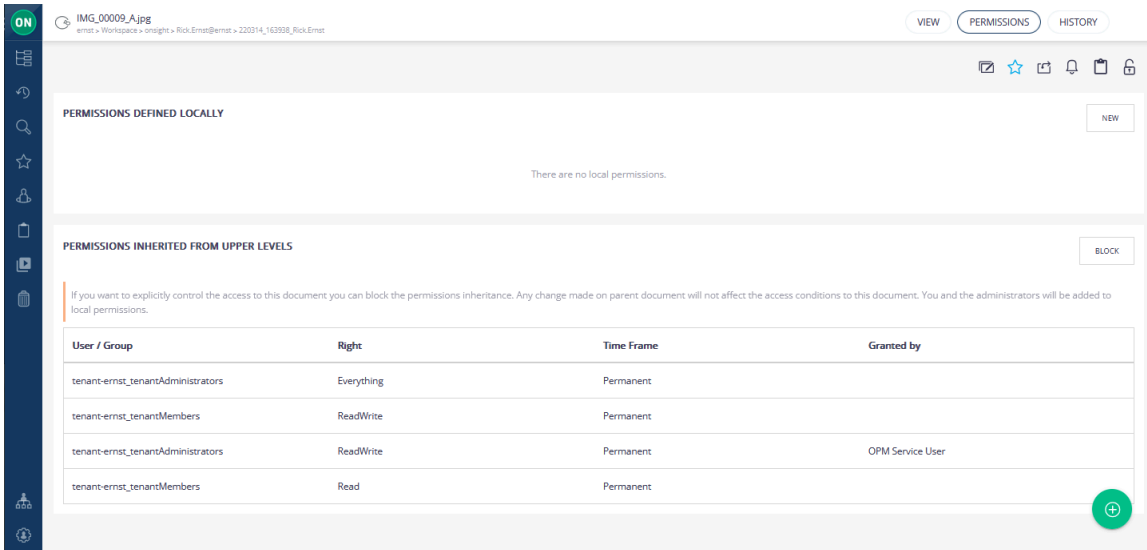 ON
IMG_00009_A.jpg
ernst > Workspace > onsight > Rick.Ernst@ernst > 220314_163938_Rick.Ernst
VIEW
PERMISSIONS
HISTORY
PERMISSIONS DEFINED LOCALLY
NEW
There are no local permissions.
PERMISSIONS INHERITED FROM UPPER LEVELS
BLOCK
If you want to explicitly control the access to this document you can block the permissions inheritance. Any change made on parent document will not affect the access conditions to this document. You and the administrators will be added to
local permissions.
User / Group Right Time Frame Granted by
tenant-ernst_tenantAdministrators Everything Permanent
tenant-ernst_tenantMembers ReadWrite Permanent
tenant-ernst_tenantAdministrators ReadWrite Permanent OPM Service User
tenant-ernst_tenantMembers Read Permanent